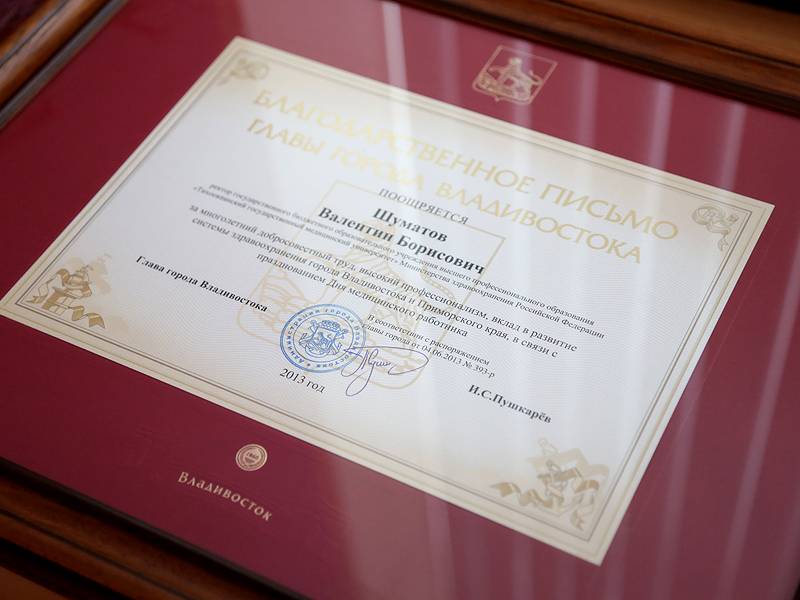 БЛАГОДАРСТВЕННОЕ ПИСЬМО
ГЛАВЫ ГОРОДА ВЛАДИВОСТОКА
ПООЩРЯЕТСЯ
Шуматов
Валентин Борисович
ректор государственного бюджетного образовательного учреждения высшего профессионального образования
«Тихоокеанский государственный медицинский университет» Министерства здравоохранения Российской Федерации
за многолетний добросовестный труд, высокий профессионализм, вклад в развитие
системы здравоохранения города Владивостока и Приморского края, в связи с
празднованием Дня медицинского работника
Глава города Владивостока
В соответствии с распоряжением
главы города от 04.06.2013 № 393-р
И.С.Пушкарёв
Администрация города Владивостока
2013 год
Владивосток